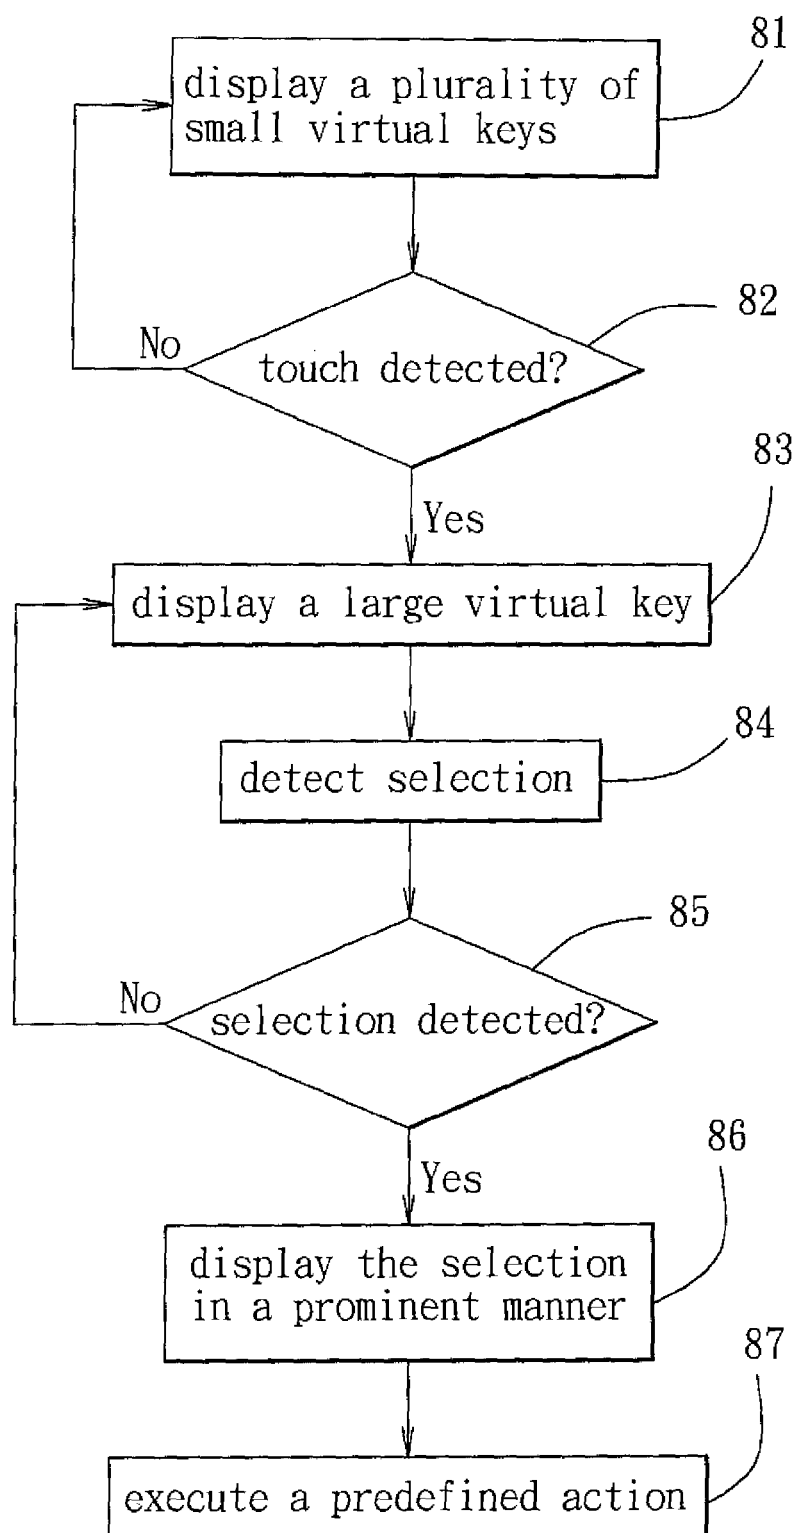 81
display a plurality of
small virtual keys
82
No
touch detected?
83
Yes
display a large virtual key
84
detect selection
85
No
selection detected?
86
Yes
display the selection
in a prominent manner
87
execute a predefined action